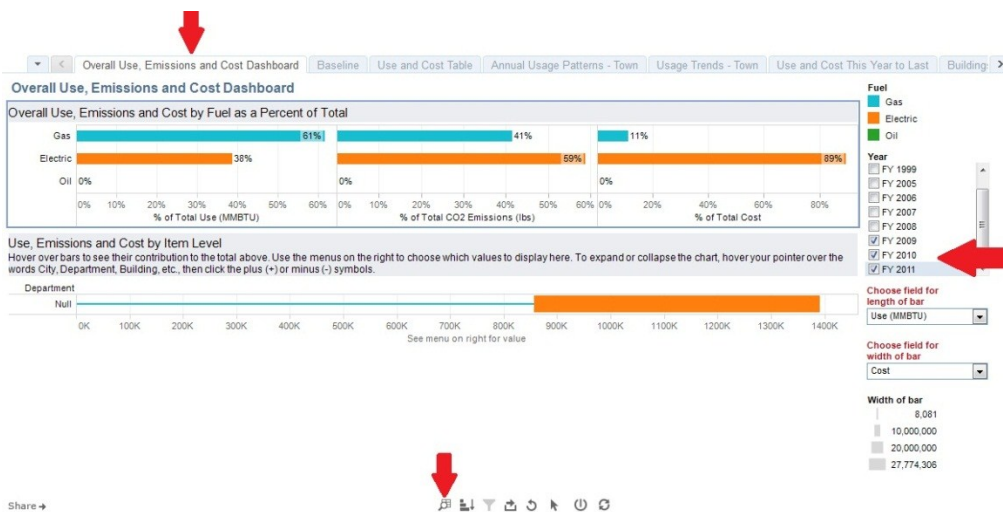 Overall Use, Emissions and Cost Dashboard Baseline Use and Cost Table Annual Usage Patterns - Town Usage Trends - Town Use and Cost This Year to Last Building
Overall Use, Emissions and Cost Dashboard
Overall Use, Emissions and Cost by Fuel as a Percent of Total
Gas 61% 41% 11%
Electric 38% 59% 89%
Oil 0% 0% 0%
0% 10% 20% 30% 40% 50% 60% 0% 10% 20% 30% 40% 50% 60% 0% 20% 40% 60% 80%
% of Total Use (MMBTU) % of Total CO2 Emissions (lbs) % of Total Cost
Use, Emissions and Cost by Item Level
Hover over bars to see their contribution to the total above. Use the menus on the right to choose which values to display here. To expand or collapse the chart, hover your pointer over the
words City, Department, Building, etc., then click the plus (+) or minus (-) symbols.
Department
Null
0K 100K 200K 300K 400K 500K 600K 700K 800K 900K 1000K 1100K 1200K 1300K 1400K
See menu on right for value
Fuel
Gas
Electric
Oil
Year
FY 1999
FY 2005
FY 2006
FY 2007
FY 2008
FY 2009
FY 2010
FY 2011
Choose field for
length of bar
Use (MMBTU)
Choose field for
width of bar
Cost
Width of bar
8,081
10,000,000
20,000,000
27,774,306
Share